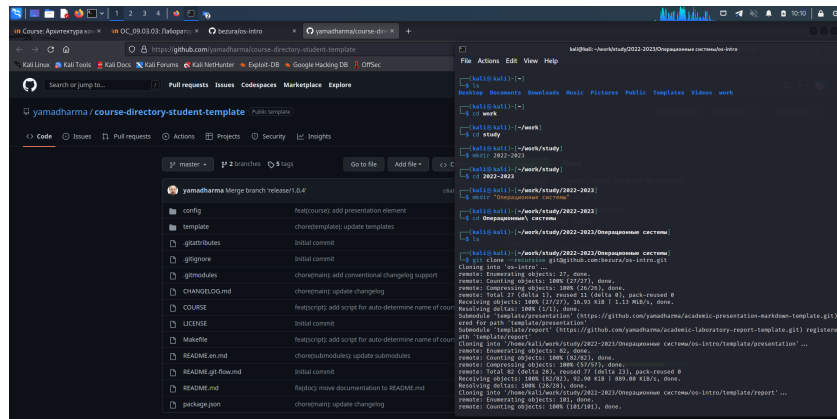 1 2 3 4
10:10
Course: Архитектура
ОС_09.03.03: Лаборатор
bezura/os-intro
yamadharma/course-dire
https://github.com/yamadharma/course-directory-student-template
Kali Linux Kali Tools Kali Docs Kali Forums Kali NetHunter Exploit-DB Google Hacking DB OffSec
Search or jump to... Pull requests Issues Codespaces Marketplace Explore
yamadharma / course-directory-student-template Public template
Code Issues Pull requests Actions Projects Security Insights
master 2 branches 5 tags Go to file Add file
yamadharma Merge branch 'release/1.0.4'
config feat(course): add presentation element
template chore(template): update templates
.gitattributes Initial commit
.gitignore Initial commit
.gitmodules chore(main): add conventional changelog support
CHANGELOG.md chore(main): update changelog
COURSE feat(script): add script for auto-determine name of cour
LICENSE Initial commit
Makefile feat(script): add script for auto-determine name of cour
README.en.md chore(submodules): update submodules
README.git-flow.md Initial commit
README.md fix(doc): move documentation to README.md
package.json chore(main): update changelog
kali@kali: ~/work/study/2022-2023/Операционные системы/os-intro
File Actions Edit View Help
(kali㉿kali)-[~]
$ ls
Desktop Documents Downloads Music Pictures Public Templates Videos work
(kali㉿kali)-[~]
$ cd work
(kali㉿kali)-[~/work]
$ cd study
(kali㉿kali)-[~/work/study]
$ mkdir 2022-2023
(kali㉿kali)-[~/work/study]
$ cd 2022-2023
(kali㉿kali)-[~/work/study/2022-2023]
$ mkdir "Операционные системы"
(kali㉿kali)-[~/work/study/2022-2023]
$ cd Операционные\ системы
(kali㉿kali)-[~/work/study/2022-2023/Операционные системы]
$ ls
(kali㉿kali)-[~/work/study/2022-2023/Операционные системы]
$ git clone --recursive git@github.com:bezura/os-intro.git
Cloning into 'os-intro'...
remote: Enumerating objects: 27, done.
remote: Counting objects: 100% (27/27), done.
remote: Compressing objects: 100% (26/26), done.
remote: Total 27 (delta 1), reused 11 (delta 0), pack-reused 0
Receiving objects: 100% (27/27), 16.93 KiB | 1.13 MiB/s, done.
Resolving deltas: 100% (1/1), done.
Submodule 'template/presentation' (https://github.com/yamadharma/academic-presentation-markdown-template.git)
ered for path 'template/presentation'
Submodule 'template/report' (https://github.com/yamadharma/academic-laboratory-report-template.git) registere
ath 'template/report'
Cloning into '/home/kali/work/study/2022-2023/Операционные системы/os-intro/template/presentation'...
remote: Enumerating objects: 82, done.
remote: Counting objects: 100% (82/82), done.
remote: Compressing objects: 100% (57/57), done.
remote: Total 82 (delta 28), reused 77 (delta 23), pack-reused 0
Receiving objects: 100% (82/82), 92.90 KiB | 889.00 KiB/s, done.
Resolving deltas: 100% (28/28), done.
Cloning into '/home/kali/work/study/2022-2023/Операционные системы/os-intro/template/report'...
remote: Enumerating objects: 101, done.
remote: Counting objects: 100% (101/101), done.